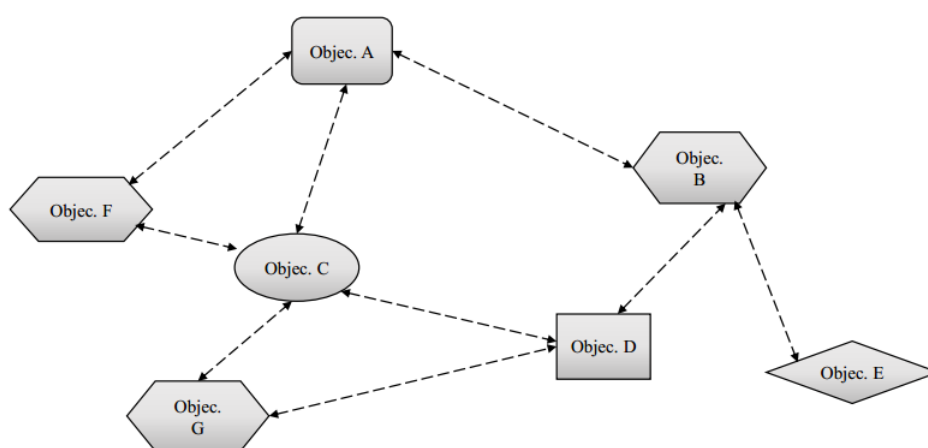 Objec. A
Objec.
B
Objec. F
Objec. C
Objec. D
Objec. E
Objec.
G